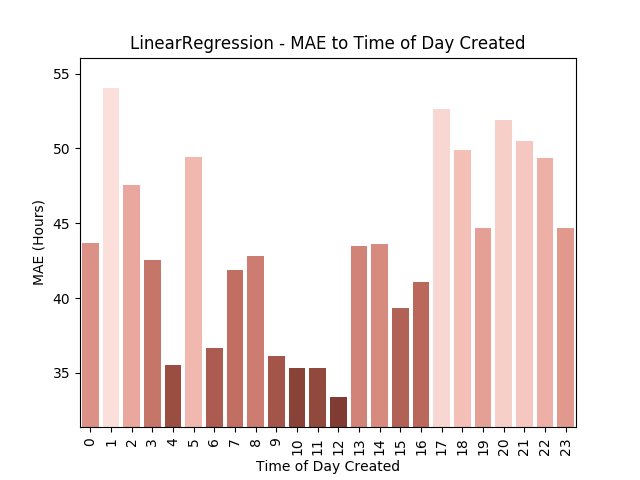 LinearRegression - MAE to Time of Day Created
MAE (Hours)
55
50
45
40
35
0 1 2 3 4 5 6 7 8 9 10 11 12 13 14 15 16 17 18 19 20 21 22 23
Time of Day Created